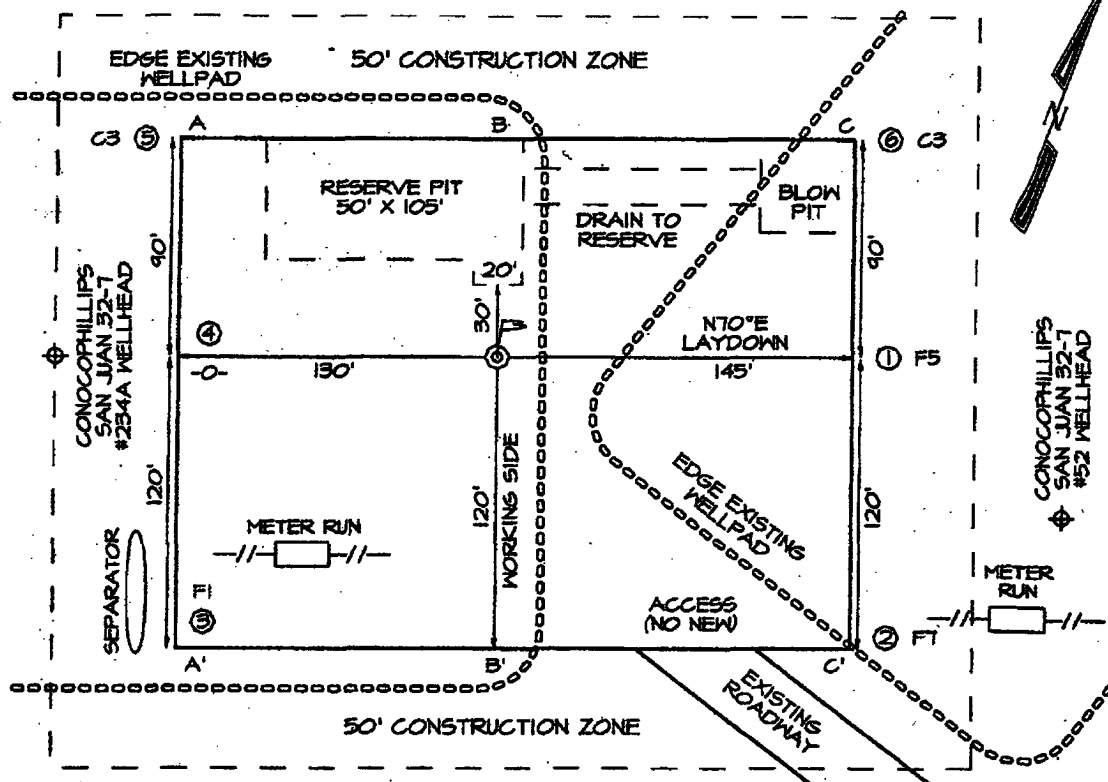 EDGE EXISTING
WELLPAD
50' CONSTRUCTION ZONE
N
A
B
C
C3 ⑤
⑥ C3
RESERVE PIT
50' X 105'
BLOW
PIT
DRAIN TO
RESERVE
90'
90'
20'
30'
CONOCOPHILLIPS
SAN JUAN 32-7
#234A WELLHEAD
④
-0-
130'
N70°E
LAYDOWN
145'
① F5
CONOCOPHILLIPS
SAN JUAN 32-7
#52 WELLHEAD
120'
120'
WORKING SIDE
120'
EDGE EXISTING
WELLPAD
METER RUN
SEPARATOR
F1
③
ACCESS
(NO NEW)
② F7
METER
RUN
A'
B'
C'
EXISTING
ROADWAY
50' CONSTRUCTION ZONE